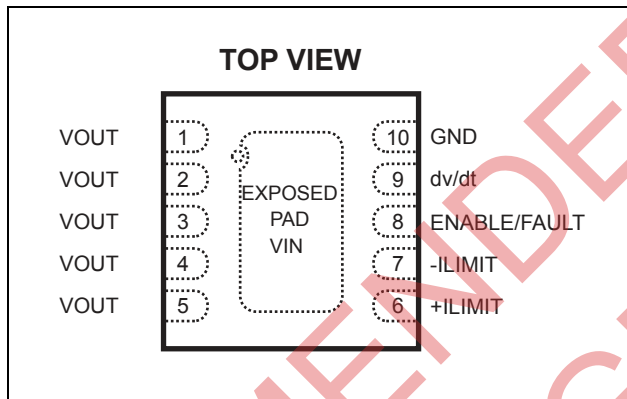 TOP VIEW
VOUT 1 10 GND
VOUT 2 9 dv/dt
VOUT 3 8 ENABLE/FAULT
VOUT 4 7 -ILIMIT
VOUT 5 6 +ILIMIT
EXPOSED
PAD
VIN